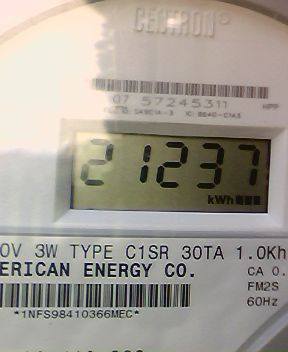 CENTRON®
07 57245311 HPP
21237
kWh
0V 3W TYPE C1SR 30TA 1.0Kh
ERICAN ENERGY CO. CA 0.
FM2S
60Hz
*1NFS98410366MEC*